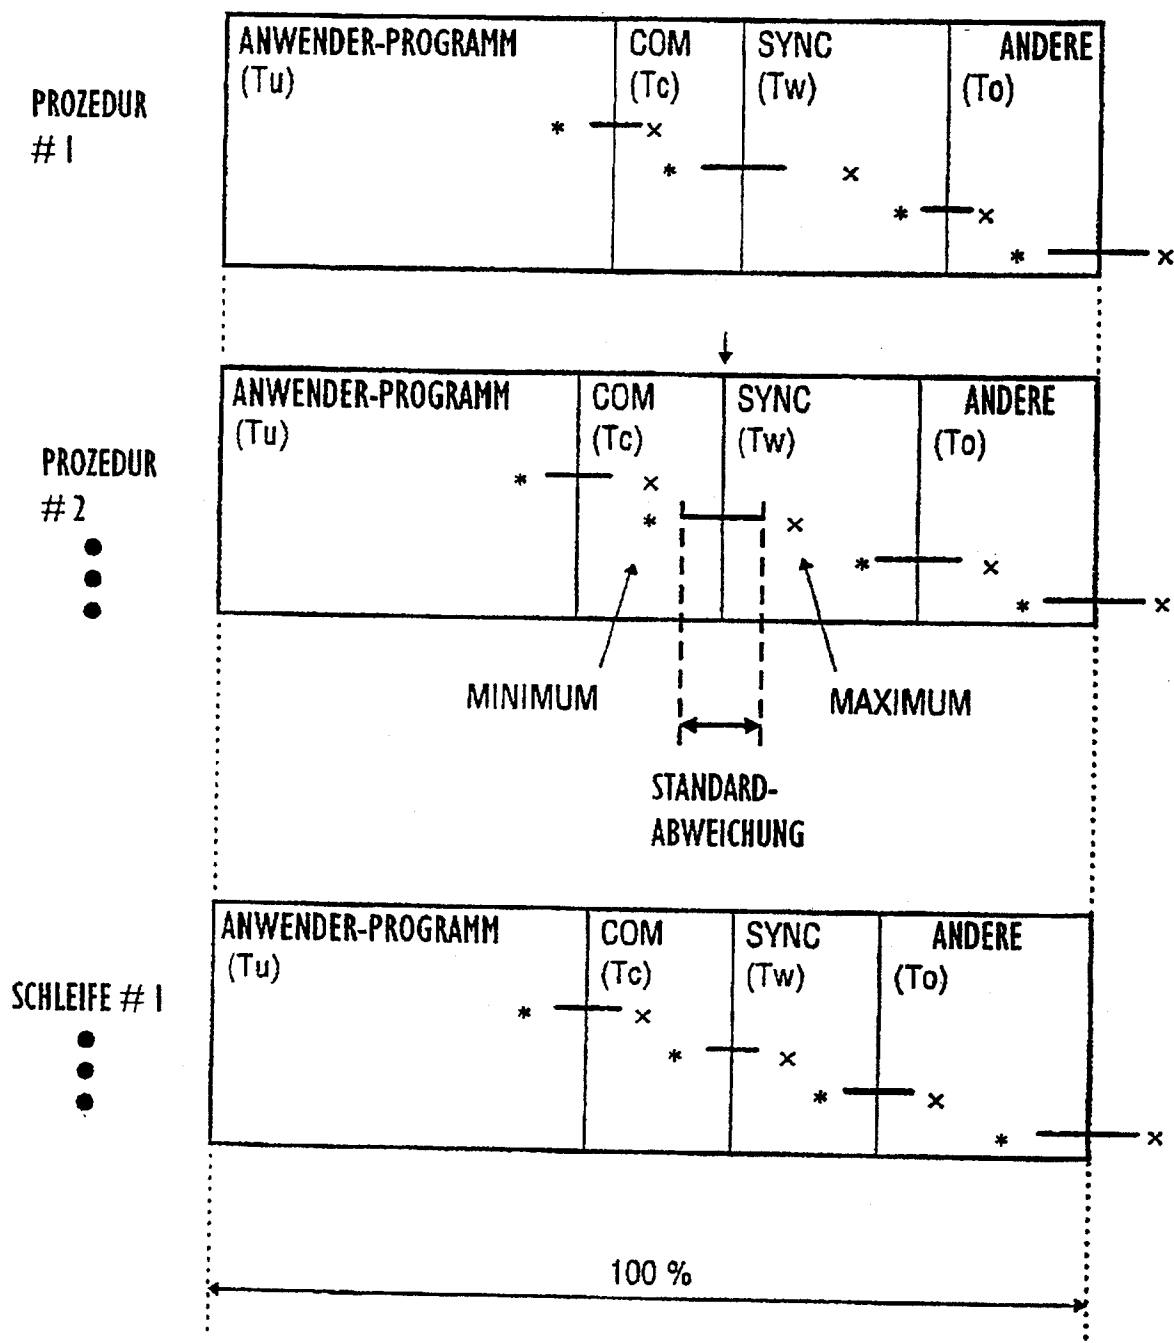 ANWENDER-PROGRAMM
(Tu)
COM
(Tc)
SYNC
(Tw)
ANDERE
(To)
PROZEDUR
# 1
* x
* x
* x
* x
ANWENDER-PROGRAMM
(Tu)
COM
(Tc)
SYNC
(Tw)
ANDERE
(To)
PROZEDUR
# 2
* x
* x
* x
* x
MINIMUM
MAXIMUM
STANDARD-
ABWEICHUNG
ANWENDER-PROGRAMM
(Tu)
COM
(Tc)
SYNC
(Tw)
ANDERE
(To)
SCHLEIFE # 1
* x
* x
* x
* x
100 %